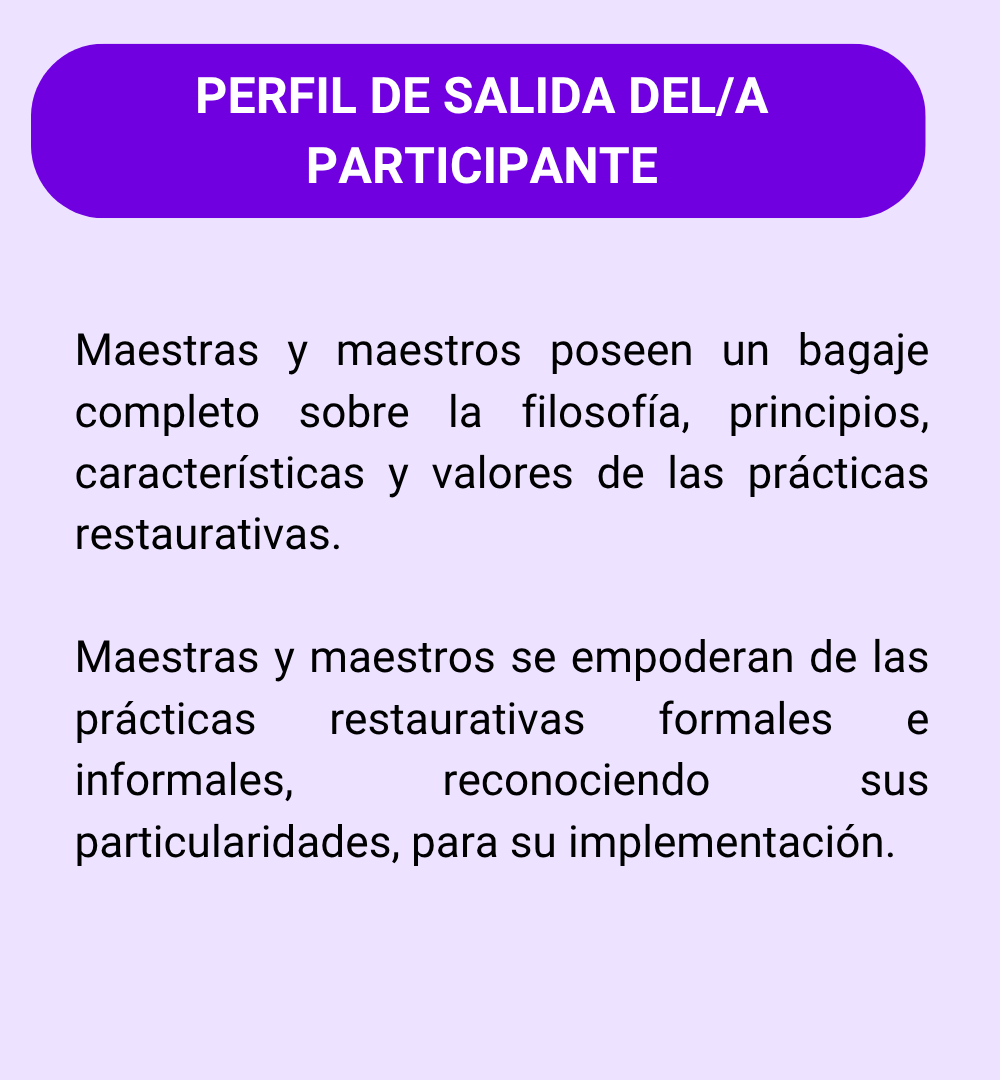 PERFIL DE SALIDA DEL/A
PARTICIPANTE
Maestras y maestros poseen un bagaje
completo sobre la filosofía, principios,
características y valores de las prácticas
restaurativas.
Maestras y maestros se empoderan de las
prácticas restaurativas formales e
informales, reconociendo sus
particularidades, para su implementación.